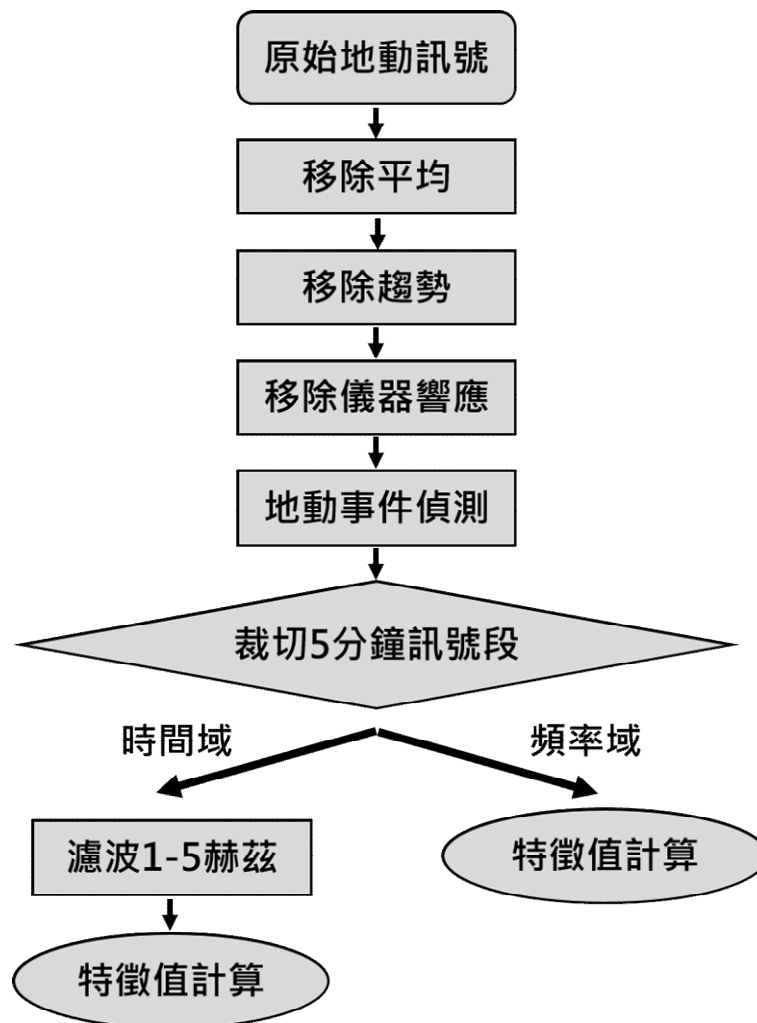 原始地動訊號
移除平均
移除趨勢
移除儀器響應
地動事件偵測
裁切5分鐘訊號段
時間域
頻率域
濾波1-5赫茲
特徵值計算
特徵值計算